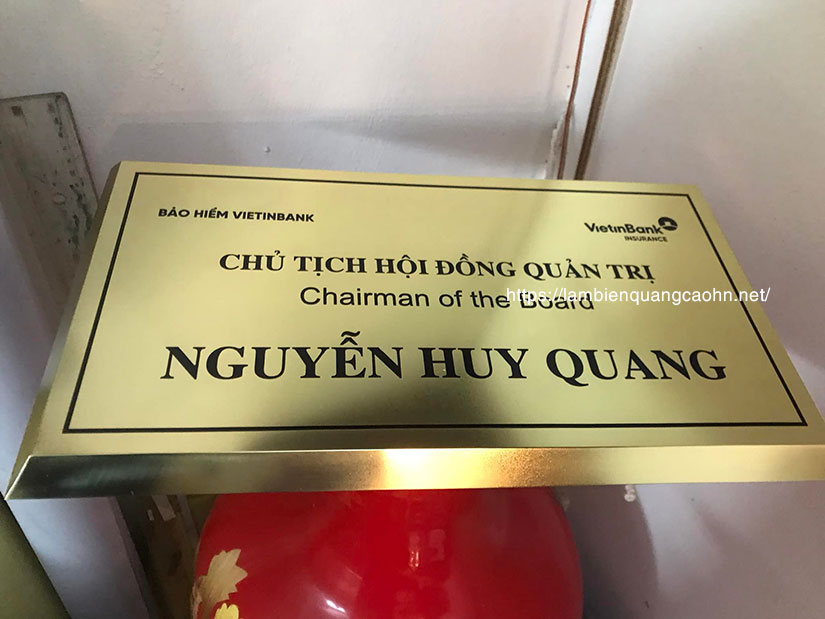 BẢO HIỂM VIETINBANK
VietinBank
INSURANCE
CHỦ TỊCH HỘI ĐỒNG QUẢN TRỊ
Chairman of the Board
https://lambienquangcaohn.net/
NGUYỄN HUY QUANG